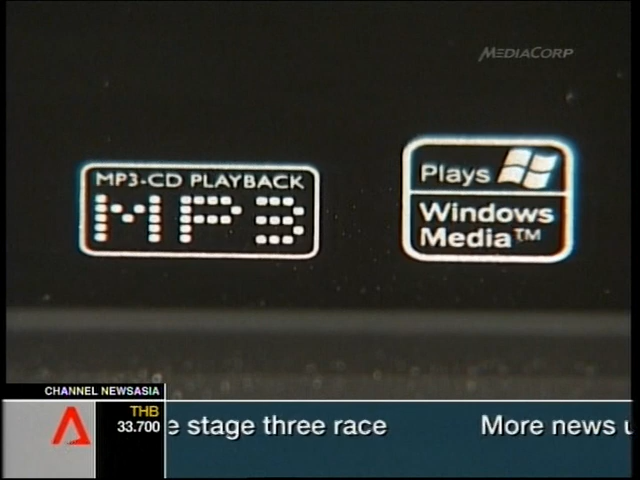 MEDIACORP
MP3-CD PLAYBACK
MP3
Plays
Windows
Media™
CHANNEL NEWSASIA
THB
33.700
stage three race
More news